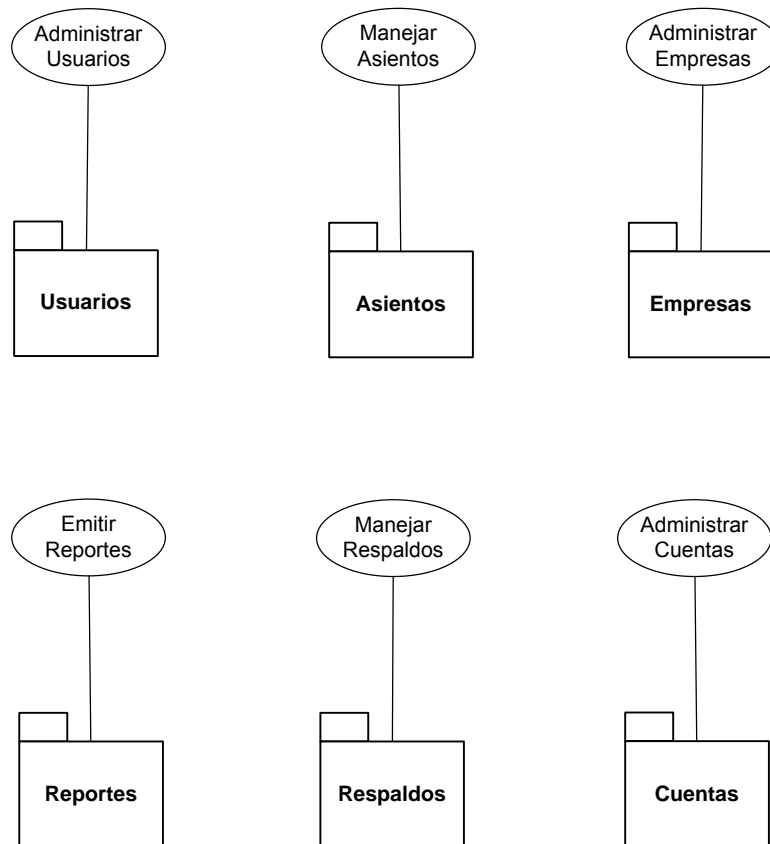 Administrar
Usuarios
Manejar
Asientos
Administrar
Empresas
Usuarios
Asientos
Empresas
Emitir
Reportes
Manejar
Respaldos
Administrar
Cuentas
Reportes
Respaldos
Cuentas